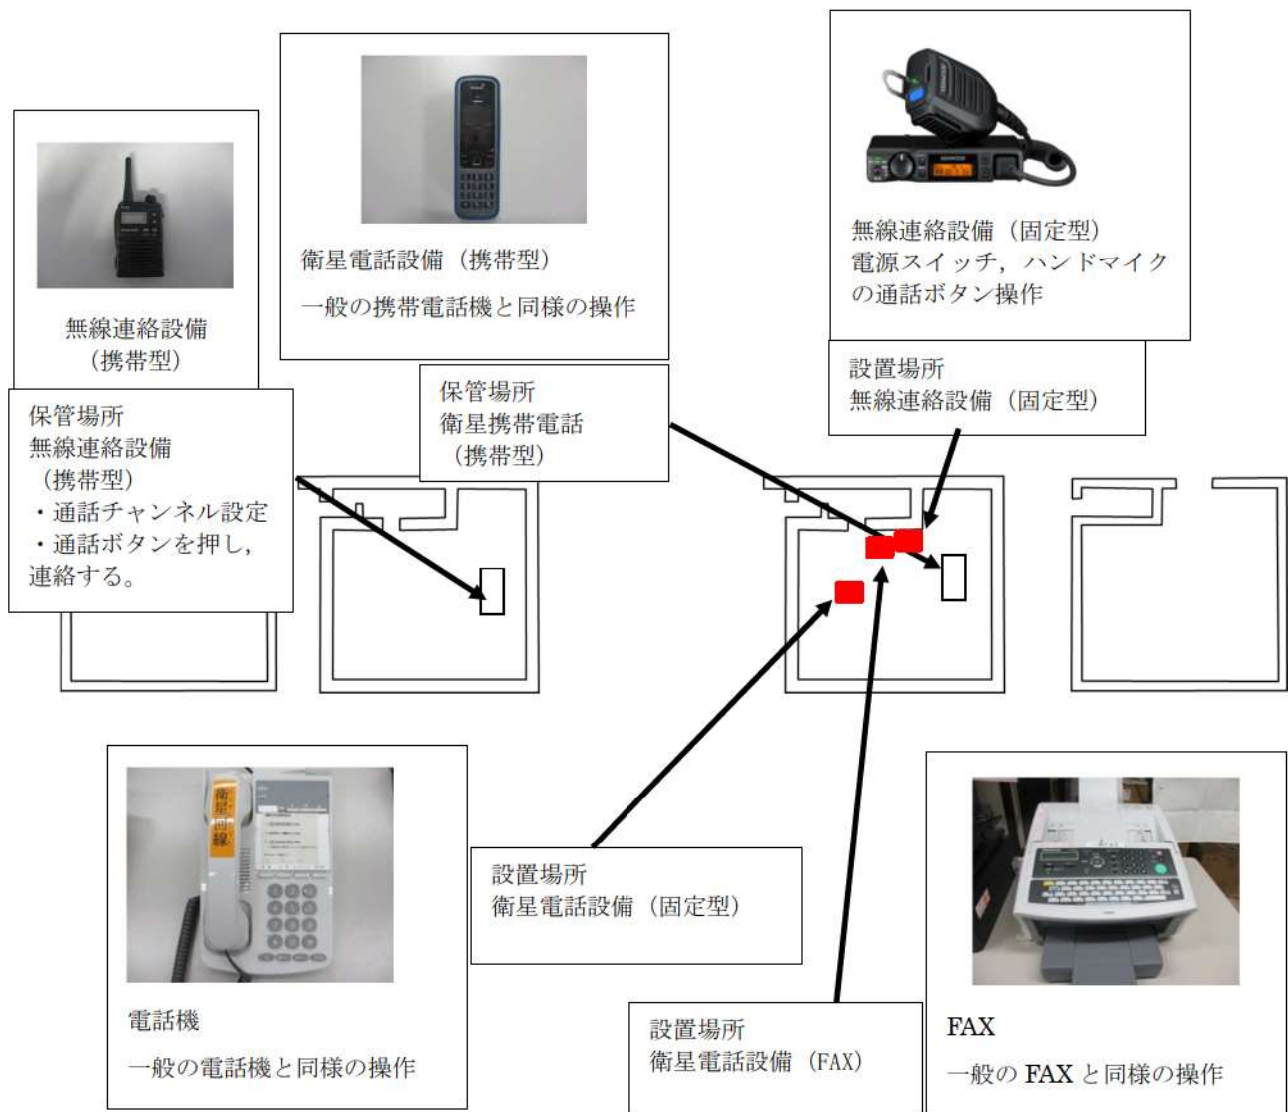 無線連絡設備
（携帯型）
保管場所
無線連絡設備
（携帯型）
・通話チャンネル設定
・通話ボタンを押し，
連絡する。
衛星電話設備（携帯型）
一般の携帯電話機と同様の操作
保管場所
衛星携帯電話
（携帯型）
無線連絡設備（固定型）
電源スイッチ，ハンドマイク
の通話ボタン操作
設置場所
無線連絡設備（固定型）
衛星回線
電話機
一般の電話機と同様の操作
設置場所
衛星電話設備（固定型）
設置場所
衛星電話設備（FAX）
FAX
一般の FAX と同様の操作